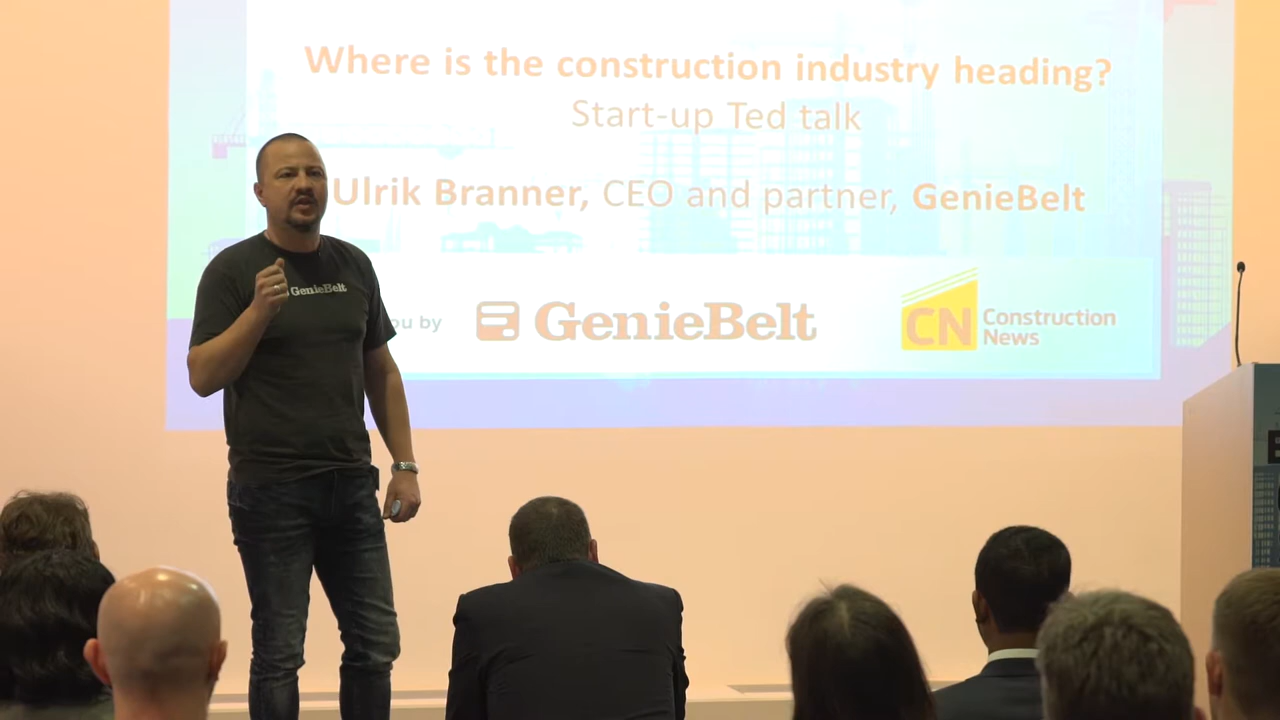 Where is the construction industry heading?
Start-up Ted talk
Ulrik Branner, CEO and partner, GenieBelt
by
GenieBelt
CN Construction
News
GenieBelt